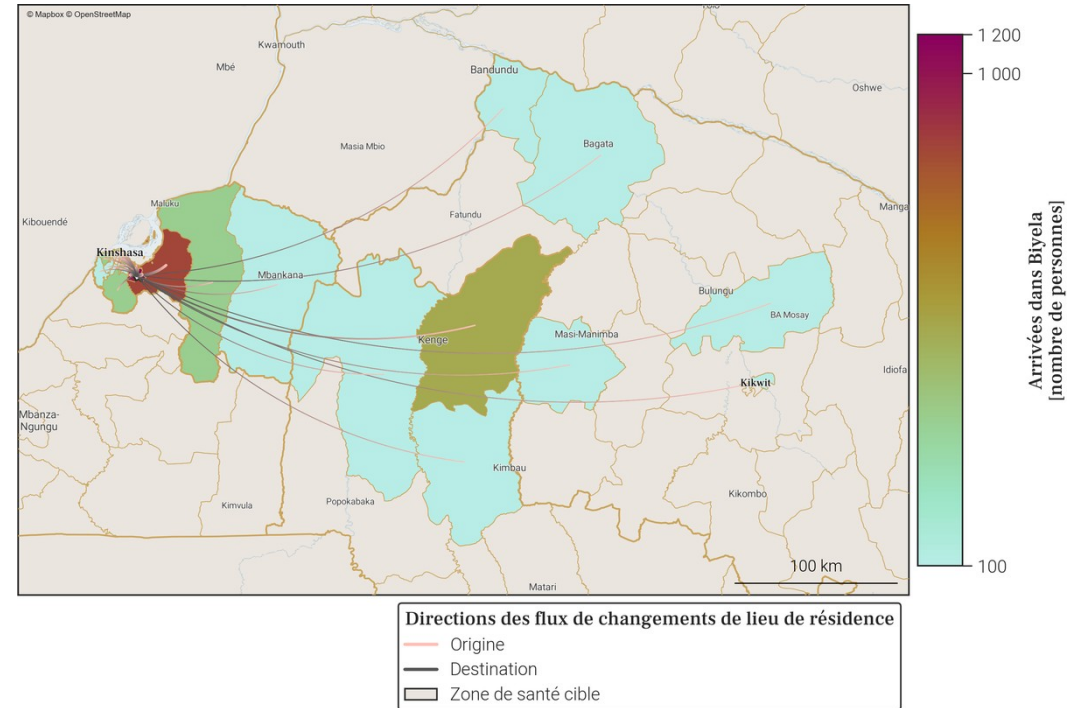 © Mapbox © OpenStreetMap
Kwamouth
Mbé
Bandundu
Oshwe
Masia Mbio
Bagata
Maluku
Kibouendé
Fatundu
Manga
Kinshasa
Mbankana
Bulungu
BA Mosay
Masi-Manimba
Kenge
Idiofa
Kikwit
Mbanza-
Ngungu
Kimbau
Kimvula
Popokabaka
Kikombo
Matari
100 km
1 200
1 000
100
Arrivées dans Biyela
[nombre de personnes]
Directions des flux de changements de lieu de résidence
Origine
Destination
Zone de santé cible